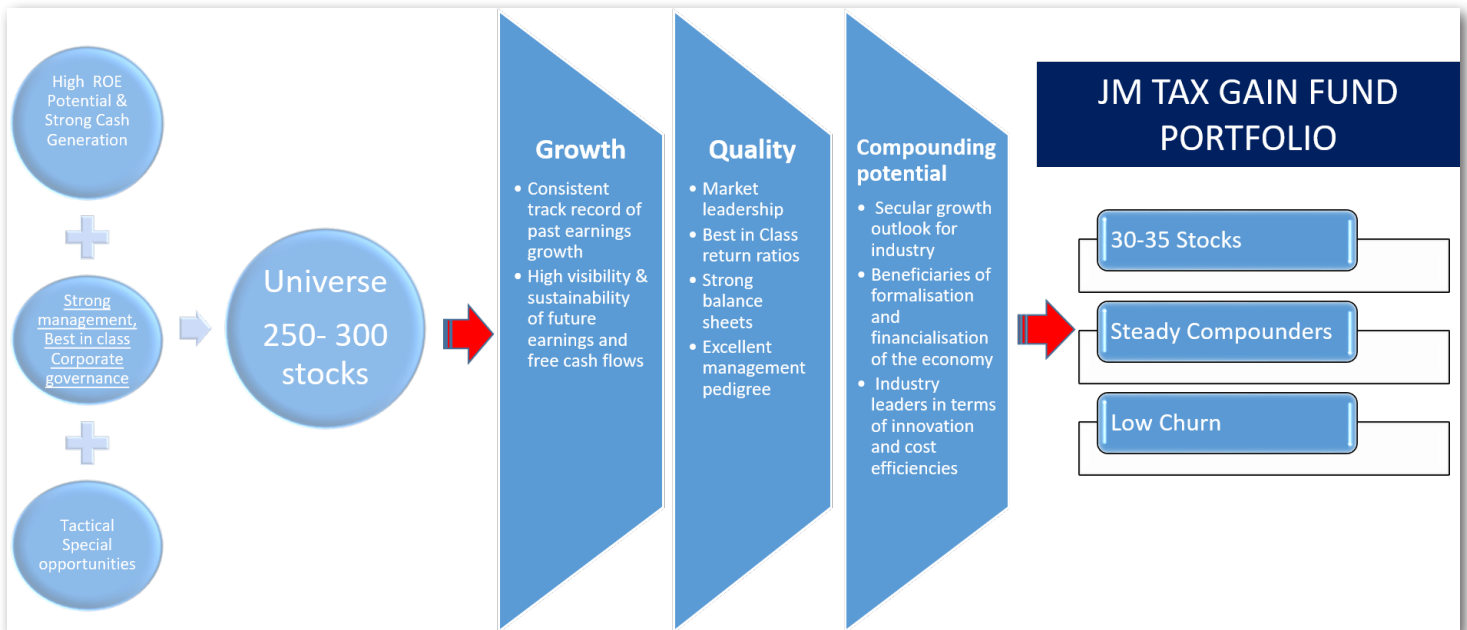 High ROE
Potential &
Strong Cash
Generation
Strong
management,
Best in class
Corporate
governance
Tactical
Special
opportunities
Universe
250- 300
stocks
Growth
• Consistent
track record of
past earnings
growth
• High visibility &
sustainability
of future
earnings and
free cash flows
Quality
• Market
leadership
• Best in Class
return ratios
• Strong
balance
sheets
• Excellent
management
pedigree
Compounding
potential
• Secular growth
outlook for
industry
• Beneficiaries of
formalisation
and
financialisation
of the economy
• Industry
leaders in terms
of innovation
and cost
efficiencies
JM TAX GAIN FUND
PORTFOLIO
30-35 Stocks
Steady Compounders
Low Churn